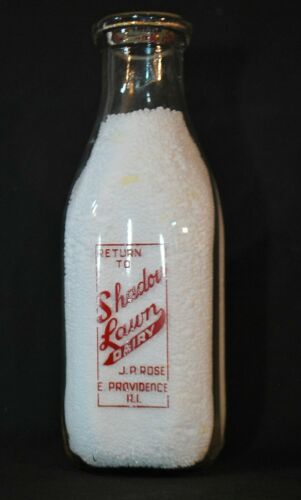 RETURN
TO
Shadow
Lawn
DAIRY
J. P. ROSE
E. PROVIDENCE
R.I.